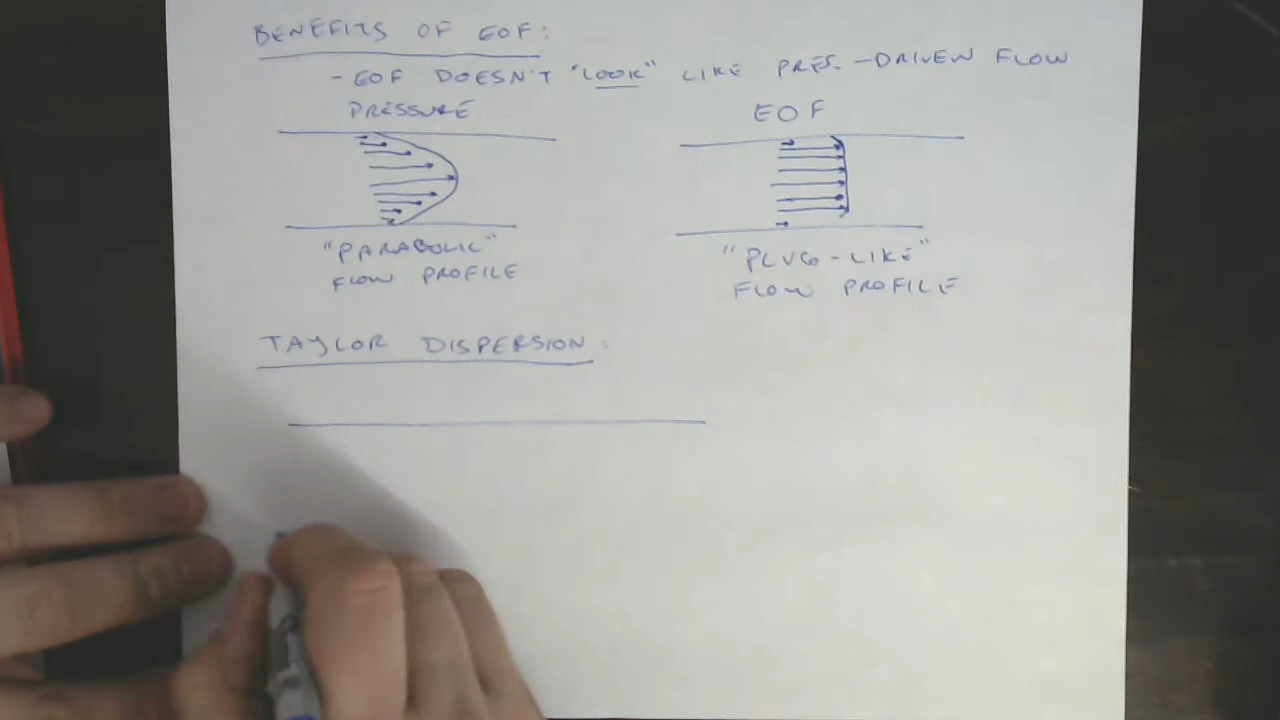 BENEFITS OF EOF:
- EOF DOESN'T "LOOK" LIKE PRES. -DRIVEN FLOW
PRESSURE
EOF
"PARABOLIC"
FLOW PROFILE
"PLUG-LIKE"
FLOW PROFILE
TAYLOR DISPERSION: